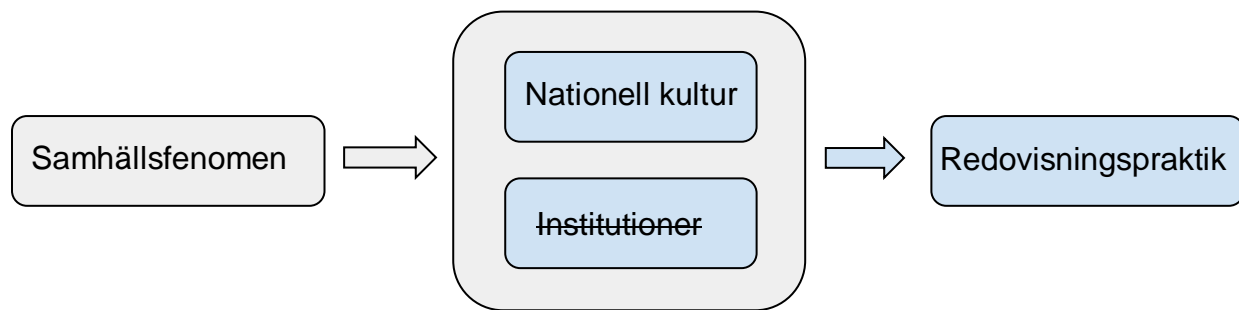 Samhällsfenomen
Nationell kultur
Institutioner
Redovisningspraktik